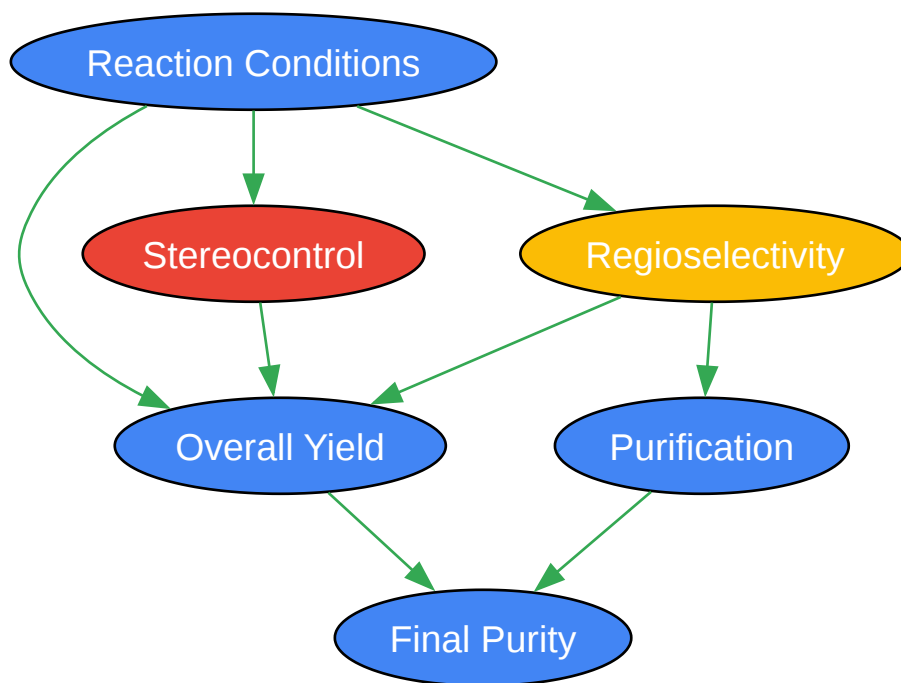 Reaction Conditions
Stereocontrol
Regioselectivity
Overall Yield
Purification
Final Purity